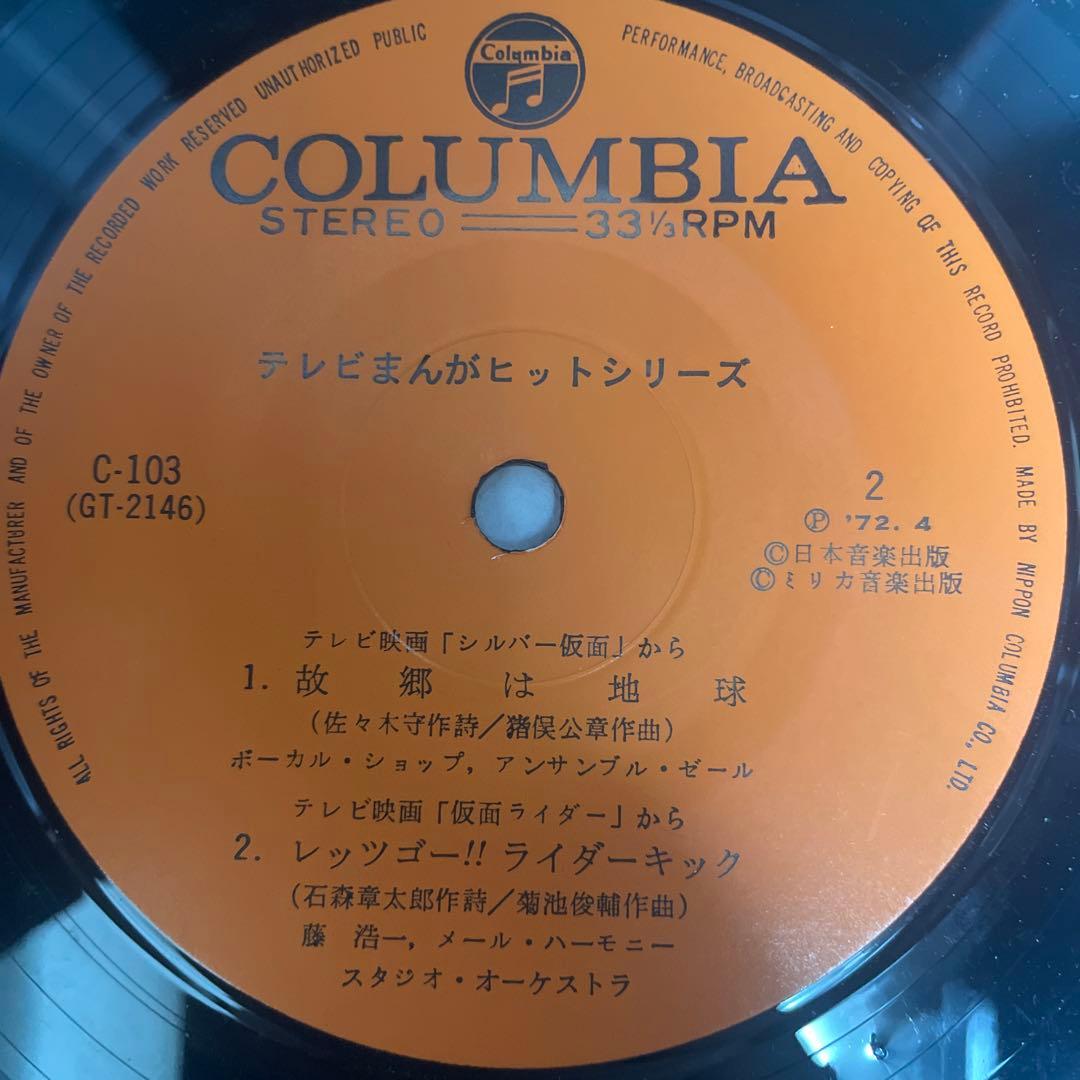 Columbia
COLUMBIA
STEREO 33⅓RPM
テレビまんがヒットシリーズ
C-103
(GT-2146)
2
Ⓟ '72.4
©日本音楽出版
©ミリカ音楽出版
テレビ映画「シルバー仮面」から
1. 故郷は地球
(佐々木守作詩/猪俣公章作曲)
ボーカル・ショップ, アンサンブル・ゼール
テレビ映画「仮面ライダー」から
2. レッツゴー!! ライダーキック
(石森章太郎作詩/菊池俊輔作曲)
藤 浩一, メール・ハーモニー
スタジオ・オーケストラ
ALL RIGHTS OF THE MANUFACTURER AND OF THE OWNER OF THE RECORDED WORK RESERVED UNAUTHORIZED PUBLIC PERFORMANCE, BROADCASTING AND COPYING OF THIS RECORD PROHIBITED. MADE BY NIPPON COLUMBIA CO., LTD.